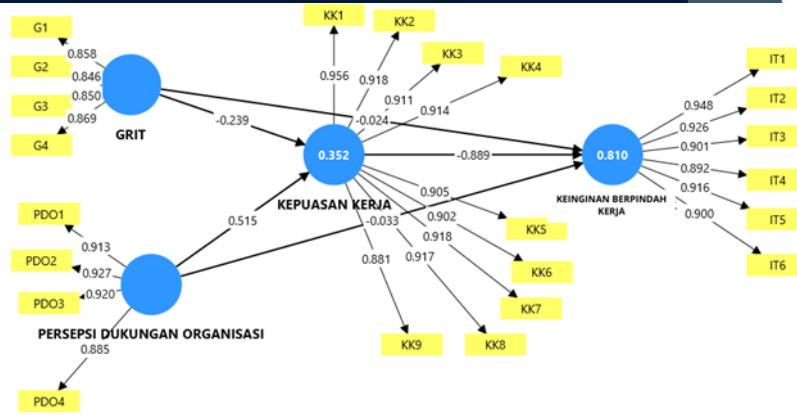 KK1
KK2
G1
KK3
IT1
0.858
KK4
G2
0.956
0.918
0.846
0.911
0.948
IT2
0.850
0.914
0.926
G3
0.869
-0.239
-0.024
0.901
IT3
GRIT
G4
0.352
-0.889
0.810
0.892
IT4
0.916
0.905
KEPUASAN KERJA
KEINGINAN BERPINDAH
KERJA
PDO1
0.515
-0.033
0.902
0.900
IT5
0.913
0.918
KK5
PDO2
0.927
0.881
0.917
KK6
IT6
0.920
PDO3
KK7
PERSEPSI DUKUNGAN ORGANISASI
KK9
KK8
0.885
PDO4